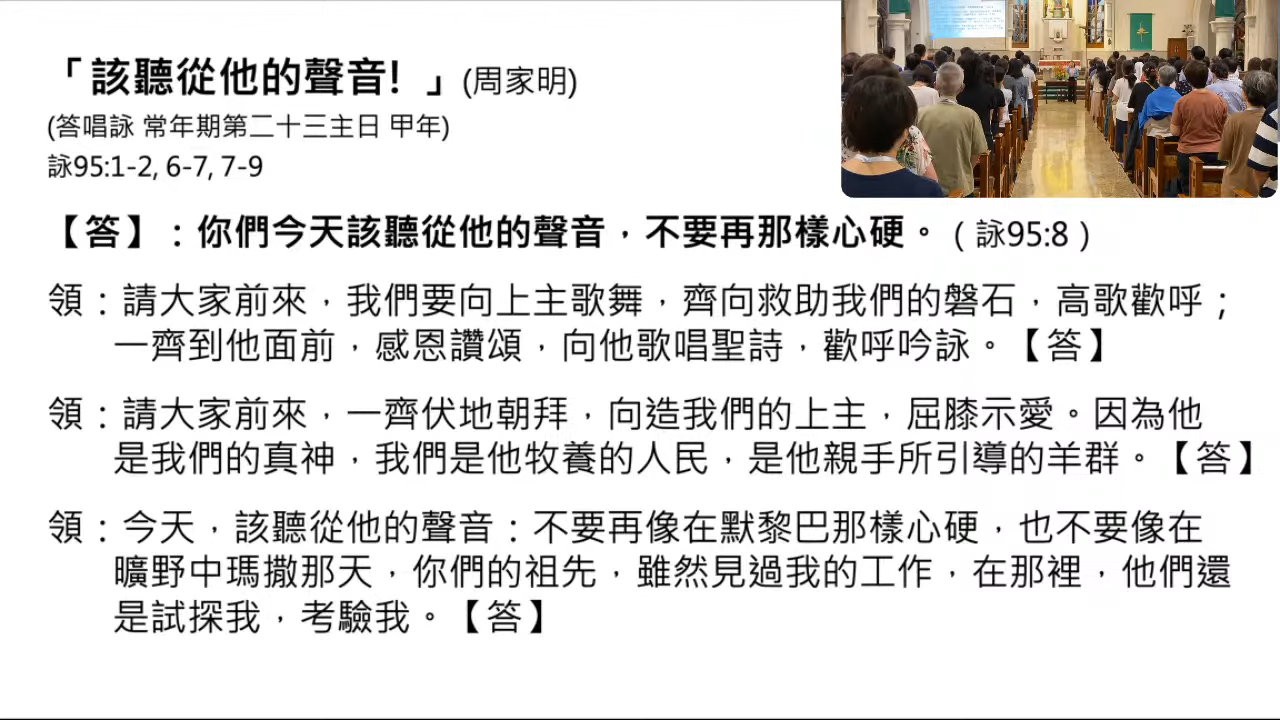 「該聽從他的聲音!」(周家明)
(答唱詠 常年期第二十三主日 甲年)
詠95:1-2, 6-7, 7-9
【答】:你們今天該聽從他的聲音,不要再那樣心硬。(詠95:8)
領:請大家前來,我們要向上主歌舞,齊向救助我們的磐石,高歌歡呼;
一齊到他面前,感恩讚頌,向他歌唱聖詩,歡呼吟詠。【答】
領:請大家前來,一齊伏地朝拜,向造我們的上主,屈膝示愛。因為他
是我們的真神,我們是他牧養的人民,是他親手所引導的羊群。【答】
領:今天,該聽從他的聲音:不要再像在默黎巴那樣心硬,也不要像在
曠野中瑪撒那天,你們的祖先,雖然見過我的工作,在那裡,他們還
是試探我,考驗我。【答】